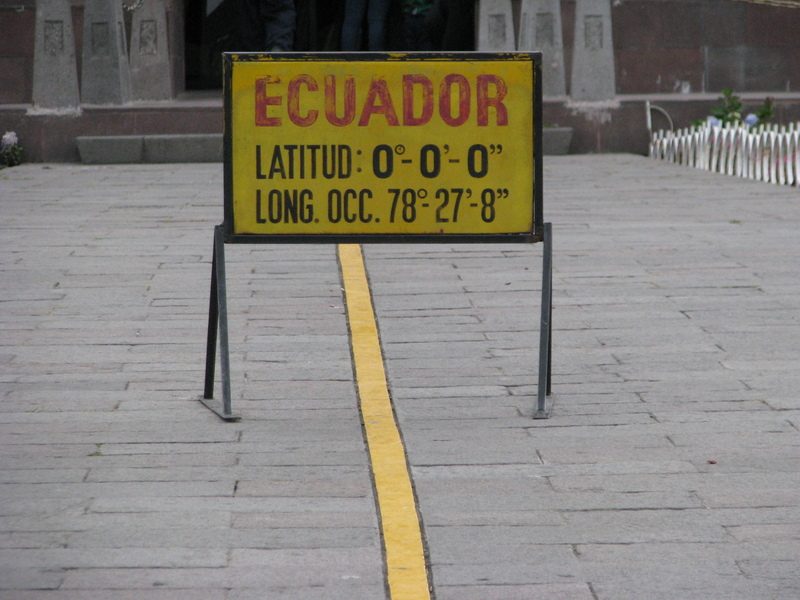 ECUADOR
LATITUD: 0°-0'-0"
LONG. OCC. 78°-27'-8"